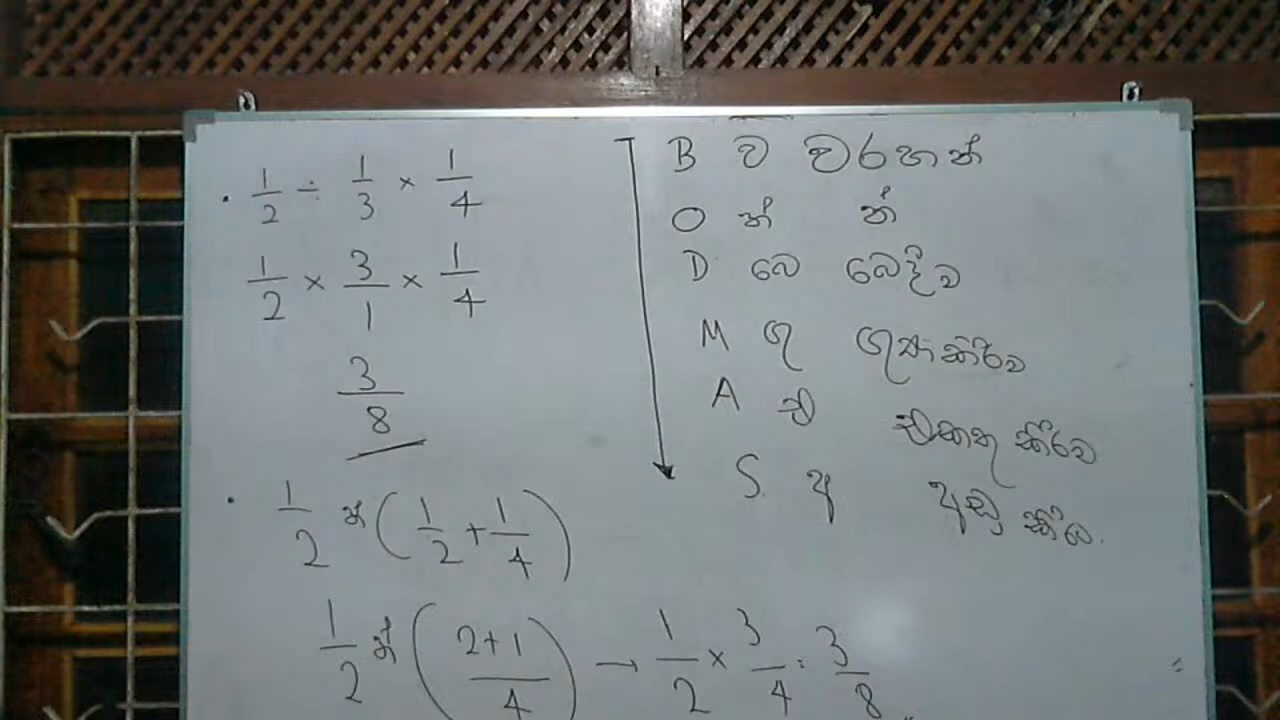 . 1/2 ÷ 1/3 × 1/4
1/2 × 3/1 × 1/4
3/8
. 1/2 න් (1/2 + 1/4)
1/2 න් ((2+1)/4) → 1/2 × 3/4 = 3/8
B ව වරහන්
O න් න්
D බෙ බෙදීම
M ගු ගුණ කිරීම
A එ එකතු කිරීම
S. අ අඩු කිරීම.